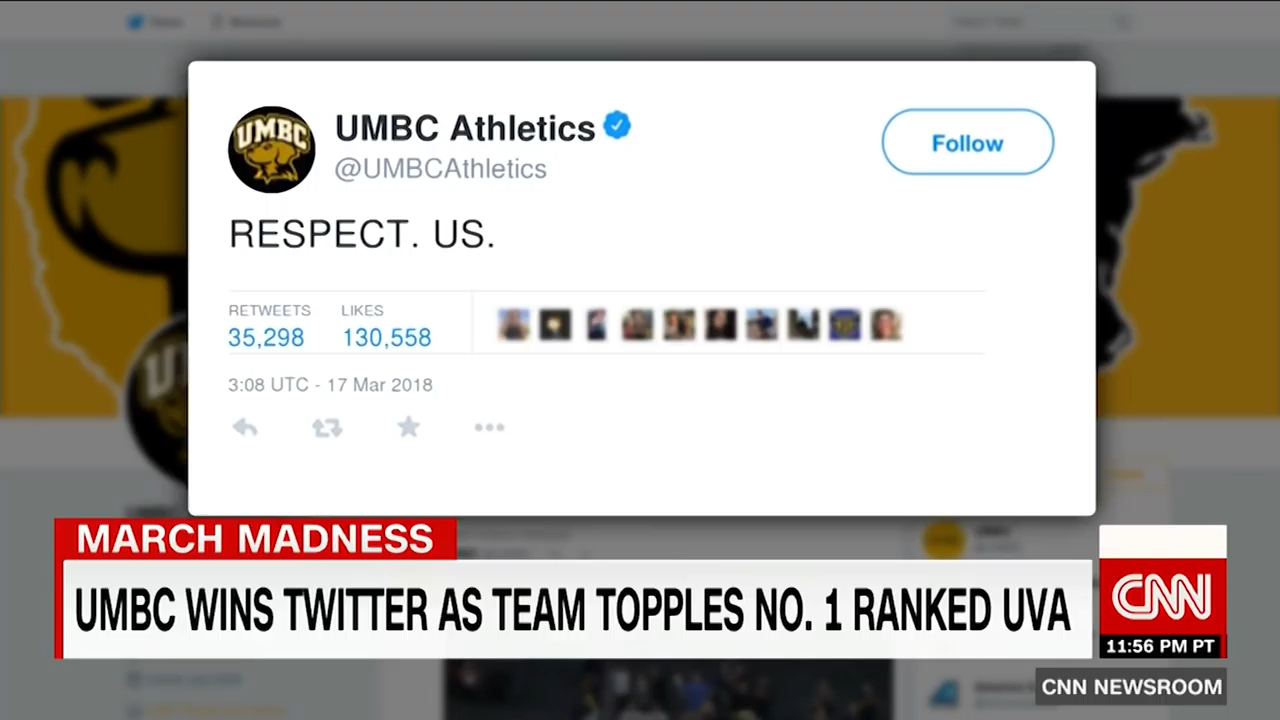 UMBC
UMBC Athletics
@UMBCAthletics
Follow
RESPECT. US.
RETWEETS LIKES
35,298 130,558
3:08 UTC - 17 Mar 2018
MARCH MADNESS
UMBC WINS TWITTER AS TEAM TOPPLES NO. 1 RANKED UVA
CNN
11:56 PM PT
CNN NEWSROOM